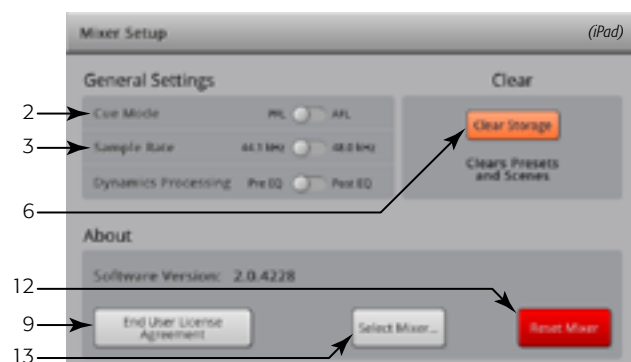 Mixer Setup (iPad)
General Settings Clear
2 Cue Mode PFL AFL
3 Sample Rate 44.1 kHz 48.0 kHz
Dynamics Processing Pre EQ Post EQ
Clear Storage
Clears Presets
and Scenes
6
About
Software Version: 2.0.4228
12
9 End User License
Agreement
Select Mixer...
Reset Mixer
13